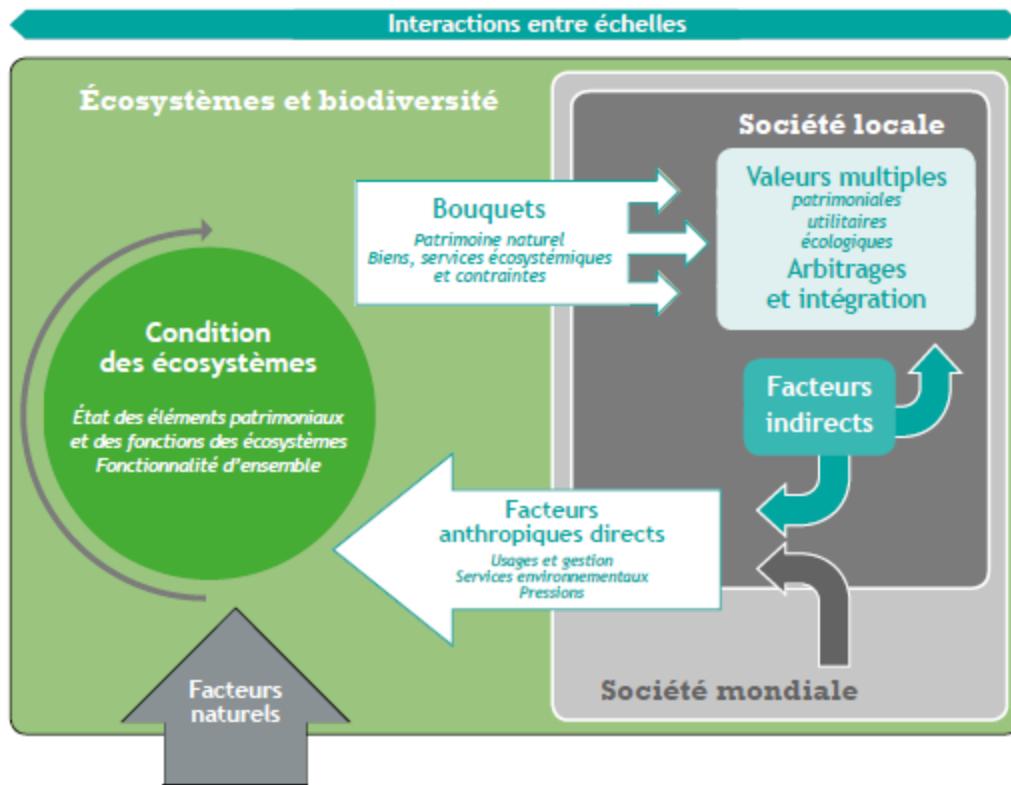 Interactions entre échelles
Écosystèmes et biodiversité
Société locale
Bouquets
Patrimoine naturel
Biens, services écosystémiques
et contraintes
Valeurs multiples
patrimoniales
utilitaires
écologiques
Arbitrages
et intégration
Condition
des écosystèmes
État des éléments patrimoniaux
et des fonctions des écosystèmes
Fonctionnalité d'ensemble
Facteurs
indirects
Facteurs
anthropiques directs
Usages et gestion
Services environnementaux
Pressions
Facteurs
naturels
Société mondiale